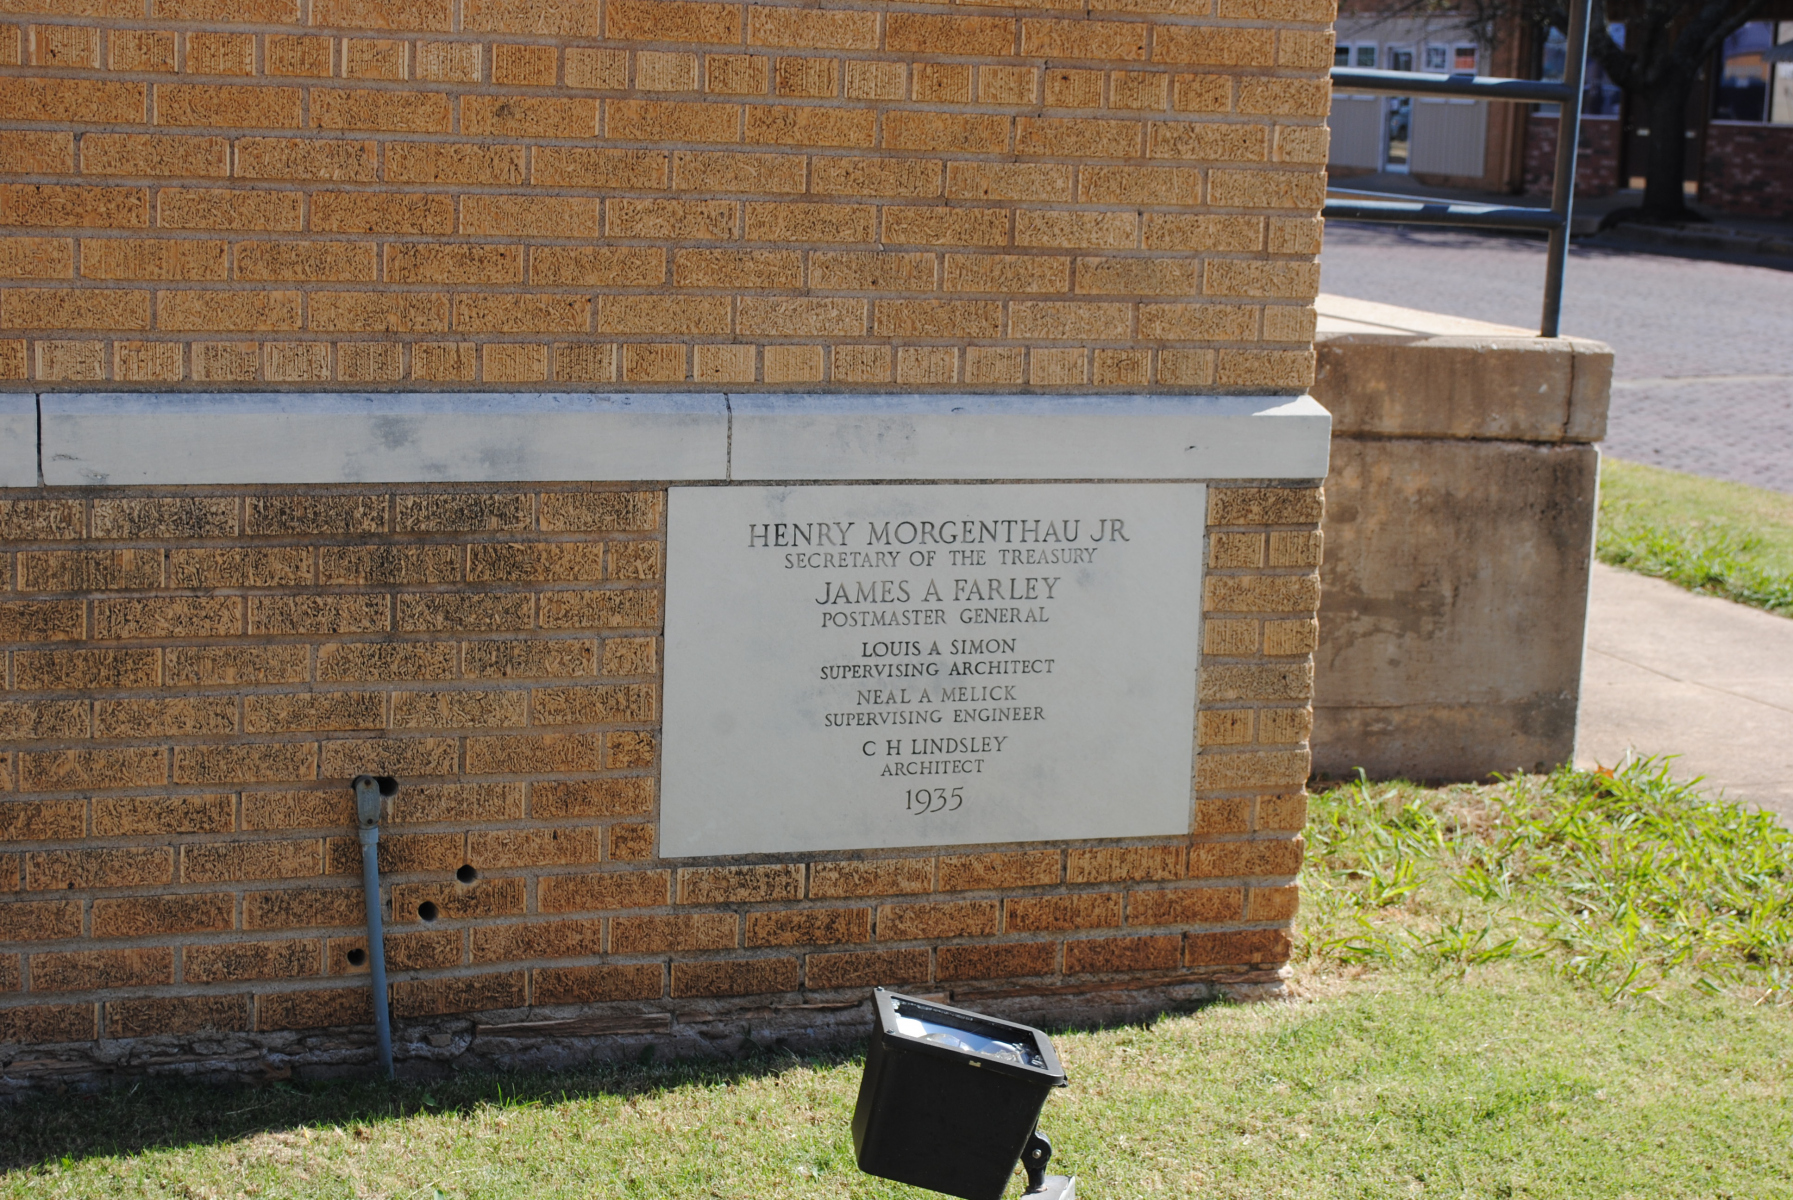 HENRY MORGENTHAU JR
SECRETARY OF THE TREASURY
JAMES A FARLEY
POSTMASTER GENERAL
LOUIS A SIMON
SUPERVISING ARCHITECT
NEAL A MELICK
SUPERVISING ENGINEER
C H LINDSLEY
ARCHITECT
1935